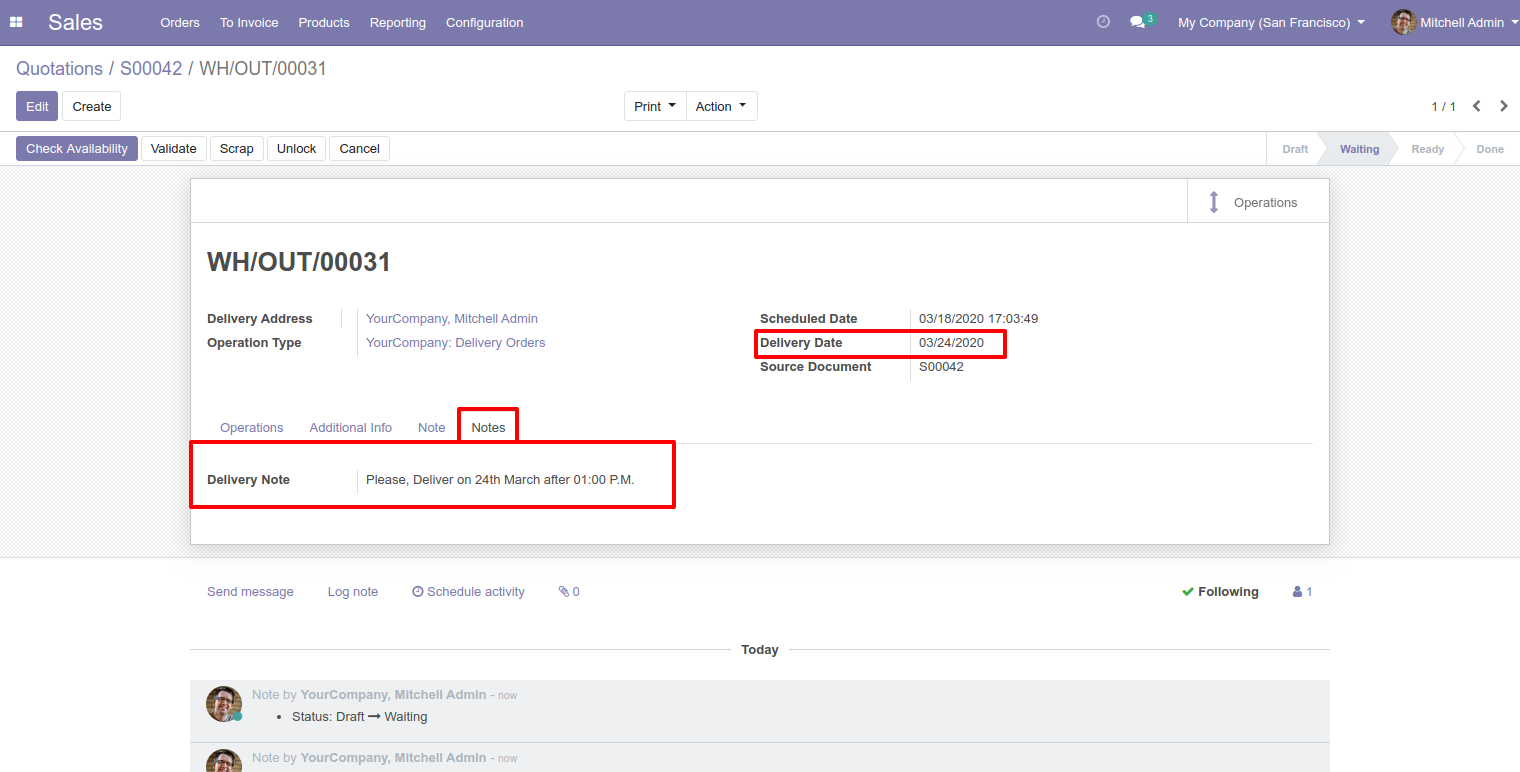 Sales Orders To Invoice Products Reporting Configuration 3 My Company (San Francisco) Mitchell Admin
Quotations / S00042 / WH/OUT/00031
Edit Create Print Action 1 / 1
Check Availability Validate Scrap Unlock Cancel Draft Waiting Ready Done
Operations
WH/OUT/00031
Delivery Address YourCompany, Mitchell Admin Scheduled Date 03/18/2020 17:03:49
Operation Type YourCompany: Delivery Orders Delivery Date 03/24/2020
Source Document S00042
Operations Additional Info Note Notes
Delivery Note Please, Deliver on 24th March after 01:00 P.M.
Send message Log note Schedule activity 0 Following 1
Today
Note by YourCompany, Mitchell Admin - now
• Status: Draft ➞ Waiting
Note by YourCompany, Mitchell Admin - now